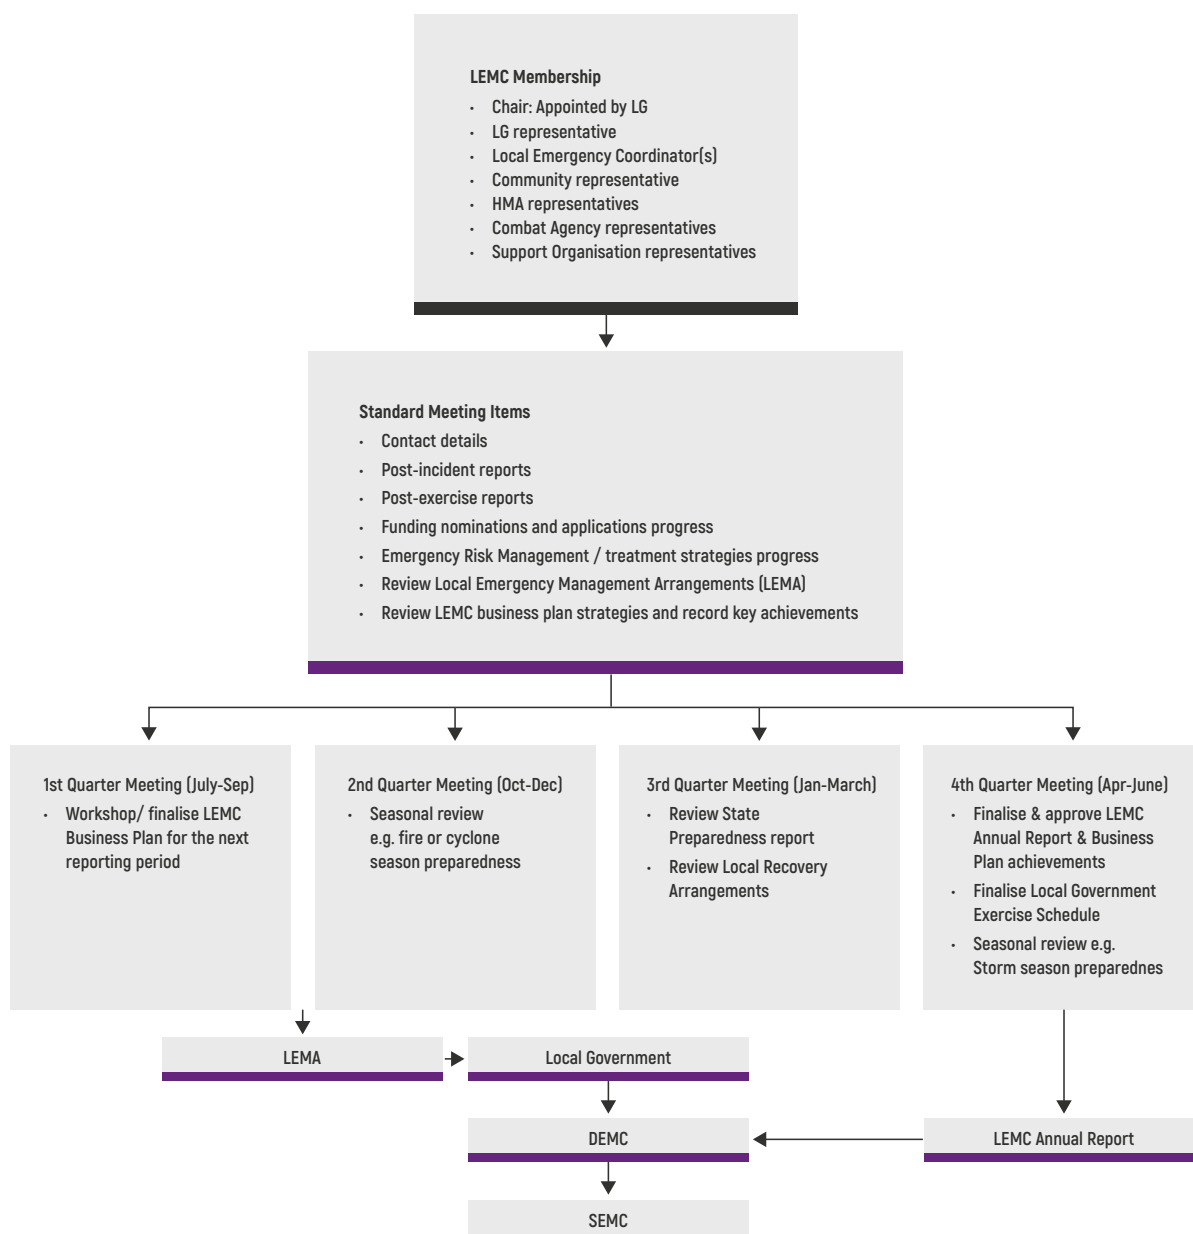 LEMC Membership
• Chair: Appointed by LG
• LG representative
• Local Emergency Coordinator(s)
• Community representative
• HMA representatives
• Combat Agency representatives
• Support Organisation representatives
Standard Meeting Items
• Contact details
• Post-incident reports
• Post-exercise reports
• Funding nominations and applications progress
• Emergency Risk Management / treatment strategies progress
• Review Local Emergency Management Arrangements (LEMA)
• Review LEMC business plan strategies and record key achievements
1st Quarter Meeting (July-Sep)
• Workshop/ finalise LEMC
Business Plan for the next
reporting period
2nd Quarter Meeting (Oct-Dec)
• Seasonal review
e.g. fire or cyclone
season preparedness
3rd Quarter Meeting (Jan-March)
• Review State
Preparedness report
• Review Local Recovery
Arrangements
4th Quarter Meeting (Apr-June)
• Finalise & approve LEMC
Annual Report & Business
Plan achievements
• Finalise Local Government
Exercise Schedule
• Seasonal review e.g.
Storm season preparednes
LEMA
Local Government
DEMC
LEMC Annual Report
SEMC